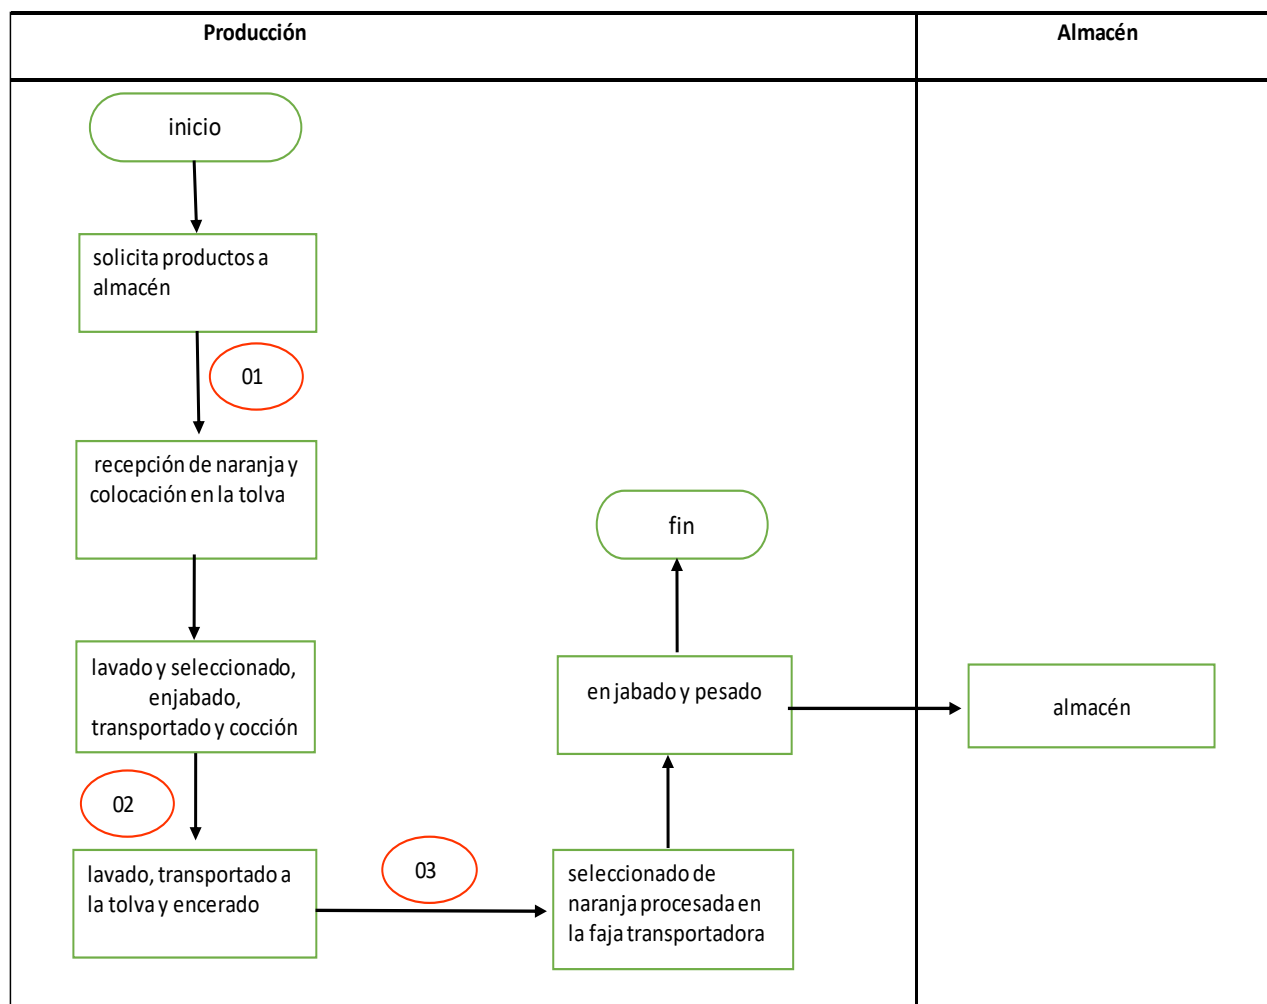 Producción
Almacén
inicio
solicita productos a
almacén
01
recepción de naranja y
colocación en la tolva
lavado y seleccionado,
enjabado,
transportado y cocción
02
lavado, transportado a
la tolva y encerado
03
seleccionado de
naranja procesada en
la faja transportadora
en jabado y pesado
fin
almacén